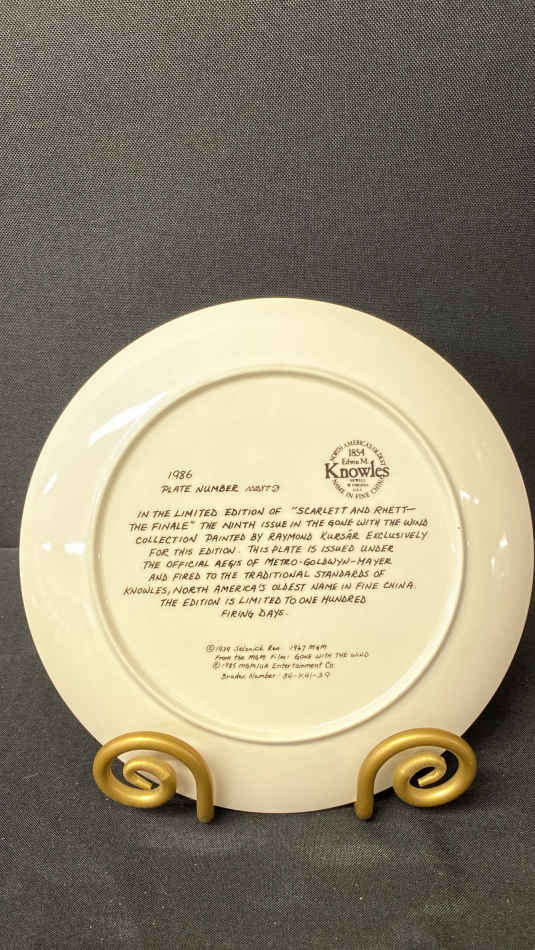 NORTH AMERICA'S OLDEST
1854
Edwin M.
Knowles
NEWELL
W. VIRGINIA
U.S.A.
NAME IN FINE CHINA
1986
PLATE NUMBER
IN THE LIMITED EDITION OF "SCARLETT AND RHETT—
THE FINALE" THE NINTH ISSUE IN THE GONE WITH THE WIND
COLLECTION PAINTED BY RAYMOND KURSÁR EXCLUSIVELY
FOR THIS EDITION. THIS PLATE IS ISSUED UNDER
THE OFFICIAL AEGIS OF METRO-GOLDWYN-MAYER
AND FIRED TO THE TRADITIONAL STANDARDS OF
KNOWLES, NORTH AMERICA'S OLDEST NAME IN FINE CHINA.
THE EDITION IS LIMITED TO ONE HUNDRED
FIRING DAYS.
© 1939 Selznick Ren. 1967 MGM
From the MGM Film: GONE WITH THE WIND
© 1985 MGM/UA Entertainment Co.
Bradex Number: 84-K41-3.9